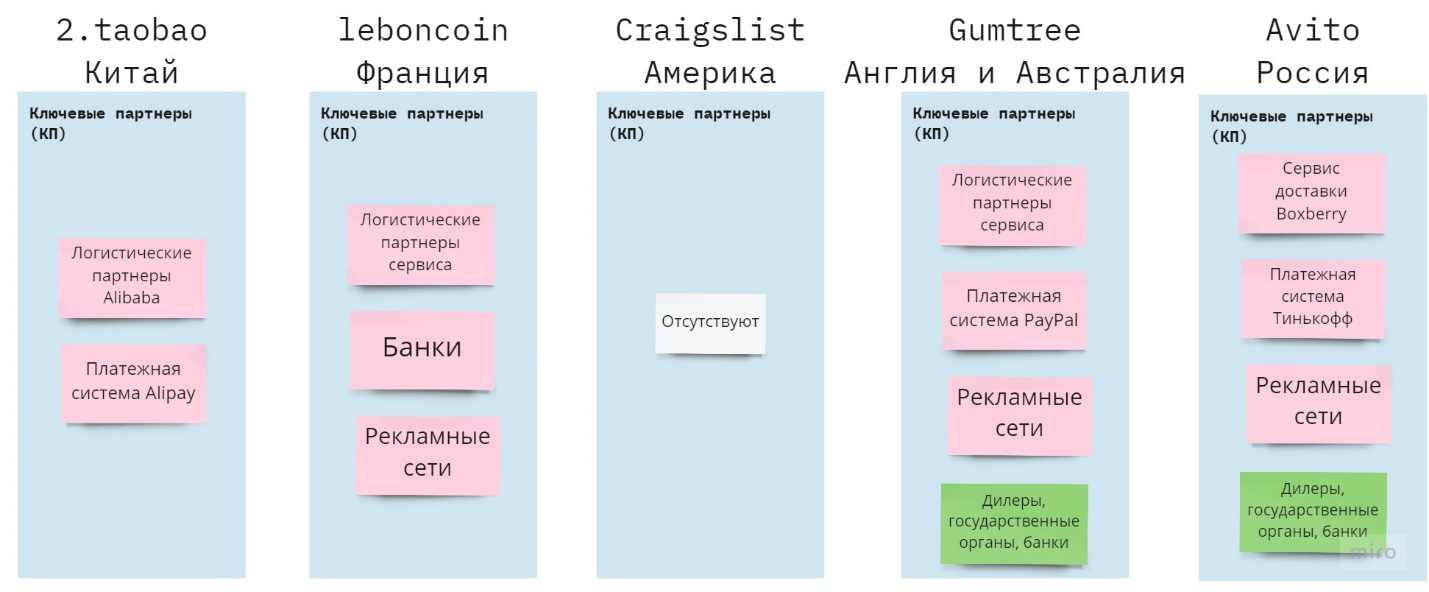 2.taobao
Китай
Ключевые партнеры
(КП)
Логистические
партнеры
Alibaba
Платежная
система Alipay
leboncoin
Франция
Ключевые партнеры
(КП)
Логистические
партнеры
сервиса
Банки
Рекламные
сети
Craigslist
Америка
Ключевые партнеры
(КП)
Отсутствуют
Gumtree
Англия и Австралия
Ключевые партнеры
(КП)
Логистические
партнеры
сервиса
Платежная
система PayPal
Рекламные
сети
Дилеры,
государственные
органы, банки
Avito
Россия
Ключевые партнеры
(КП)
Сервис
доставки
Boxberry
Платежная
система
Тинькофф
Рекламные
сети
Дилеры,
государственные
органы, банки
miro